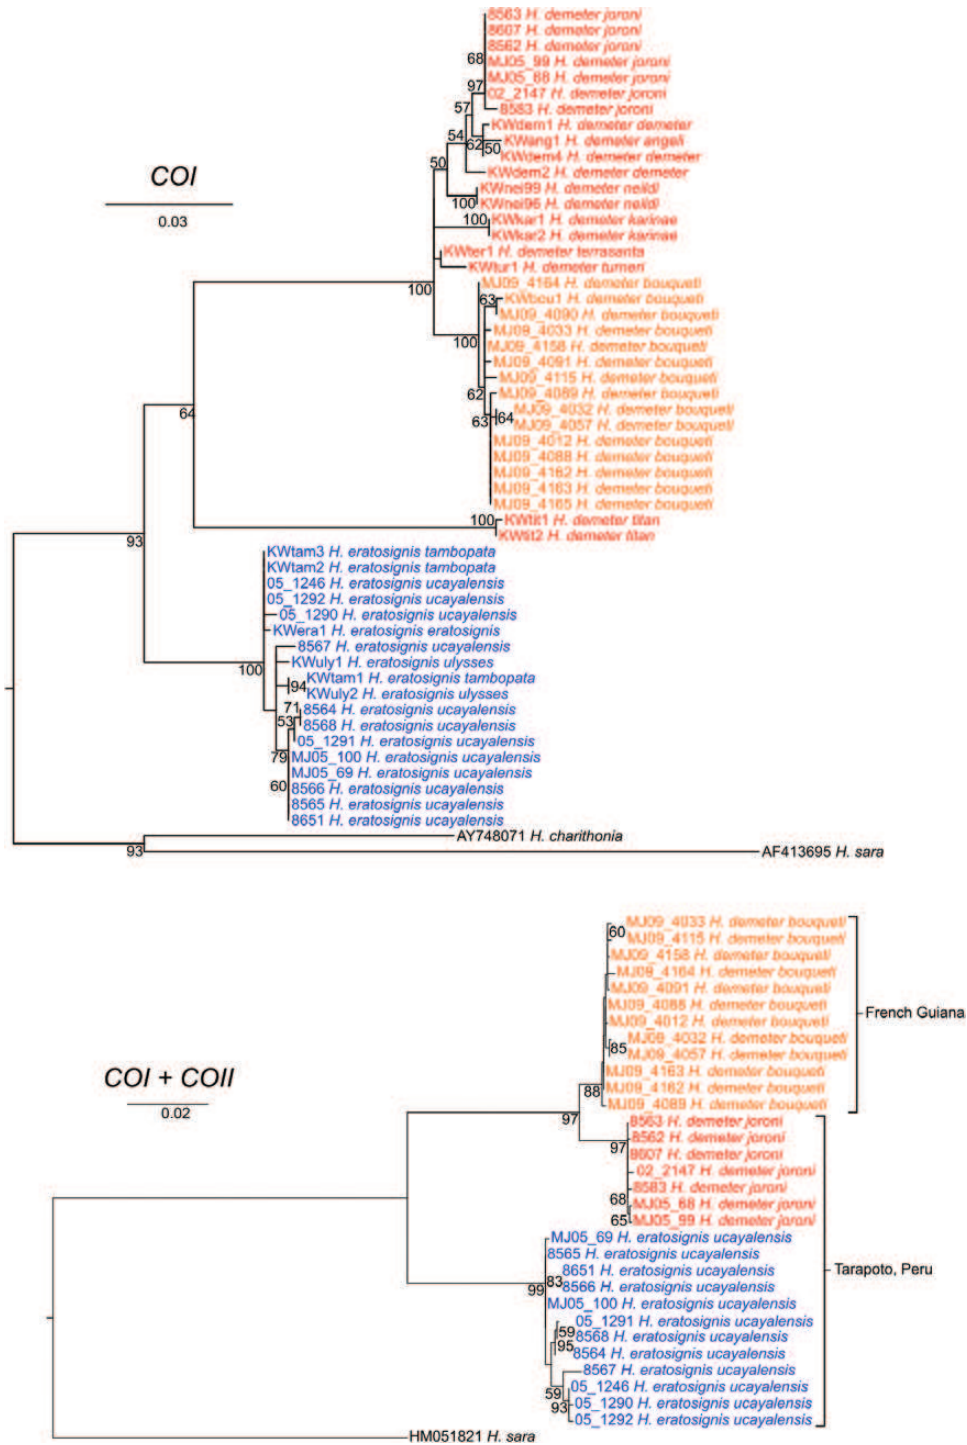 8563 H. demeter joroni
8607 H. demeter joroni
8562 H. demeter joroni
68
MJ05_99 H. demeter joroni
MJ05_68 H. demeter joroni
97
02_2147 H. demeter joroni
57
8583 H. demeter joroni
KWdem1 H. demeter demeter
54
KWang1 H. demeter angeli
62
50
KWdem4 H. demeter demeter
50
KWdem2 H. demeter demeter
COI
KWnei99 H. demeter neildi
100
KWnei96 H. demeter neildi
0.03
100
KWkar1 H. demeter karinae
KWkar2 H. demeter karinae
KWter1 H. demeter terrasanta
KWtur1 H. demeter turneri
100
MJ09_4164 H. demeter bouqueti
63
KWbou1 H. demeter bouqueti
MJ09_4090 H. demeter bouqueti
MJ09_4033 H. demeter bouqueti
100
MJ09_4158 H. demeter bouqueti
MJ09_4091 H. demeter bouqueti
MJ09_4115 H. demeter bouqueti
62
MJ09_4089 H. demeter bouqueti
64
MJ09_4032 H. demeter bouqueti
63
MJ09_4057 H. demeter bouqueti
64
MJ09_4012 H. demeter bouqueti
MJ09_4088 H. demeter bouqueti
MJ09_4162 H. demeter bouqueti
MJ09_4163 H. demeter bouqueti
MJ09_4165 H. demeter bouqueti
100
KWtit1 H. demeter titan
KWtit2 H. demeter titan
93
KWtam3 H. eratosignis tambopata
KWtam2 H. eratosignis tambopata
05_1246 H. eratosignis ucayalensis
05_1292 H. eratosignis ucayalensis
05_1290 H. eratosignis ucayalensis
KWera1 H. eratosignis eratosignis
8567 H. eratosignis ucayalensis
100
KWuly1 H. eratosignis ulysses
94
KWtam1 H. eratosignis tambopata
KWuly2 H. eratosignis ulysses
71
8564 H. eratosignis ucayalensis
53
8568 H. eratosignis ucayalensis
05_1291 H. eratosignis ucayalensis
79
MJ05_100 H. eratosignis ucayalensis
MJ05_69 H. eratosignis ucayalensis
60
8566 H. eratosignis ucayalensis
8565 H. eratosignis ucayalensis
8651 H. eratosignis ucayalensis
AY748071 H. charithonia
93
AF413695 H. sara
MJ09_4033 H. demeter bouqueti
60
MJ09_4115 H. demeter bouqueti
MJ09_4158 H. demeter bouqueti
MJ09_4164 H. demeter bouqueti
MJ09_4091 H. demeter bouqueti
MJ09_4088 H. demeter bouqueti
French Guiana
MJ09_4012 H. demeter bouqueti
MJ09_4032 H. demeter bouqueti
85
MJ09_4057 H. demeter bouqueti
COI + COII
MJ09_4163 H. demeter bouqueti
88
MJ09_4162 H. demeter bouqueti
0.02
MJ09_4089 H. demeter bouqueti
97
8563 H. demeter joroni
8562 H. demeter joroni
97
8607 H. demeter joroni
02_2147 H. demeter joroni
8583 H. demeter joroni
68
MJ05_68 H. demeter joroni
65
MJ05_99 H. demeter joroni
MJ05_69 H. eratosignis ucayalensis
8565 H. eratosignis ucayalensis
8651 H. eratosignis ucayalensis
Tarapoto, Peru
83
99
8566 H. eratosignis ucayalensis
MJ05_100 H. eratosignis ucayalensis
05_1291 H. eratosignis ucayalensis
59
8568 H. eratosignis ucayalensis
95
8564 H. eratosignis ucayalensis
8567 H. eratosignis ucayalensis
59
05_1246 H. eratosignis ucayalensis
93
05_1290 H. eratosignis ucayalensis
05_1292 H. eratosignis ucayalensis
HM051821 H. sara